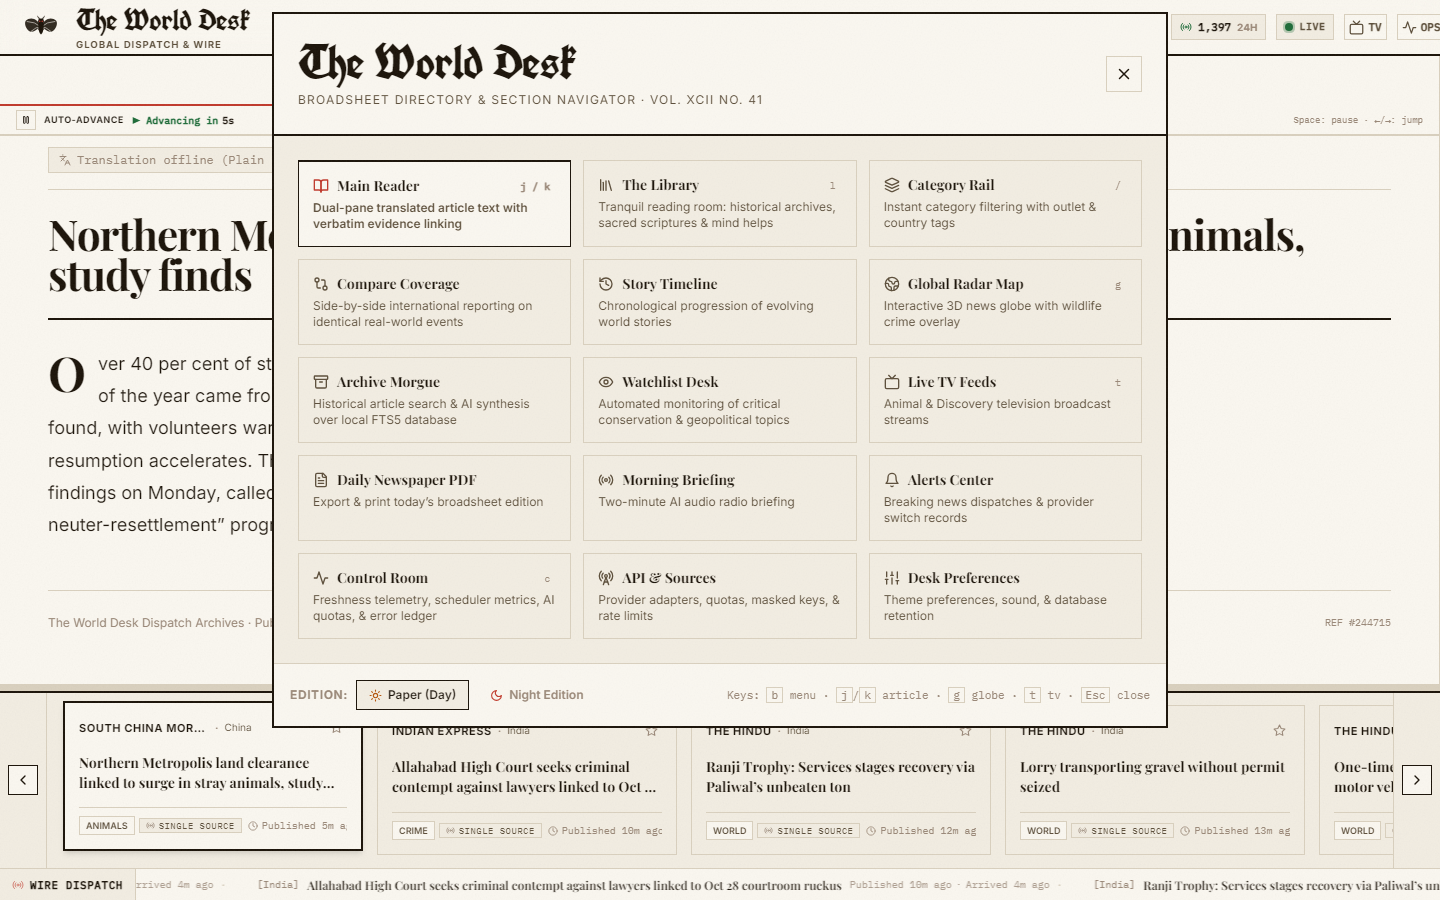 The World Desk
GLOBAL DISPATCH & WIRE
1,397 24H
LIVE
TV
OPS
AUTO-ADVANCE ▶ Advancing in 5s
Space: pause · ←/→: jump
Translation offline (Plain
Northern Me
nimals,
study finds
Over 40 per cent of st
of the year came fro
found, with volunteers war
resumption accelerates. Th
findings on Monday, called
neuter-resettlement” progr
The World Desk Dispatch Archives · Pub
REF #244715
The World Desk
BROADSHEET DIRECTORY & SECTION NAVIGATOR · VOL. XCII NO. 41
Main Reader j / k
Dual-pane translated article text with
verbatim evidence linking
The Library l
Tranquil reading room: historical archives,
sacred scriptures & mind helps
Category Rail /
Instant category filtering with outlet &
country tags
Compare Coverage
Side-by-side international reporting on
identical real-world events
Story Timeline
Chronological progression of evolving
world stories
Global Radar Map g
Interactive 3D news globe with wildlife
crime overlay
Archive Morgue
Historical article search & AI synthesis
over local FTS5 database
Watchlist Desk
Automated monitoring of critical
conservation & geopolitical topics
Live TV Feeds t
Animal & Discovery television broadcast
streams
Daily Newspaper PDF
Export & print today’s broadsheet edition
Morning Briefing
Two-minute AI audio radio briefing
Alerts Center
Breaking news dispatches & provider
switch records
Control Room c
Freshness telemetry, scheduler metrics, AI
quotas, & error ledger
API & Sources
Provider adapters, quotas, masked keys, &
rate limits
Desk Preferences
Theme preferences, sound, & database
retention
EDITION: Paper (Day) Night Edition
Keys: b menu · j/k article · g globe · t tv · Esc close
SOUTH CHINA MOR... · China
Northern Metropolis land clearance
linked to surge in stray animals, study...
ANIMALS SINGLE SOURCE Published 5m a
INDIAN EXPRESS · India
Allahabad High Court seeks criminal
contempt against lawyers linked to Oct ...
CRIME SINGLE SOURCE Published 10m ago
THE HINDU · India
Ranji Trophy: Services stages recovery via
Paliwal’s unbeaten ton
WORLD SINGLE SOURCE Published 12m ag
THE HINDU · India
Lorry transporting gravel without permit
seized
WORLD SINGLE SOURCE Published 13m ag
THE HINDU
One-time
motor vel
WORLD
WIRE DISPATCH
rrived 4m ago · [India] Allahabad High Court seeks criminal contempt against lawyers linked to Oct 28 courtroom ruckus Published 10m ago · Arrived 4m ago · [India] Ranji Trophy: Services stages recovery via Paliwal’s un